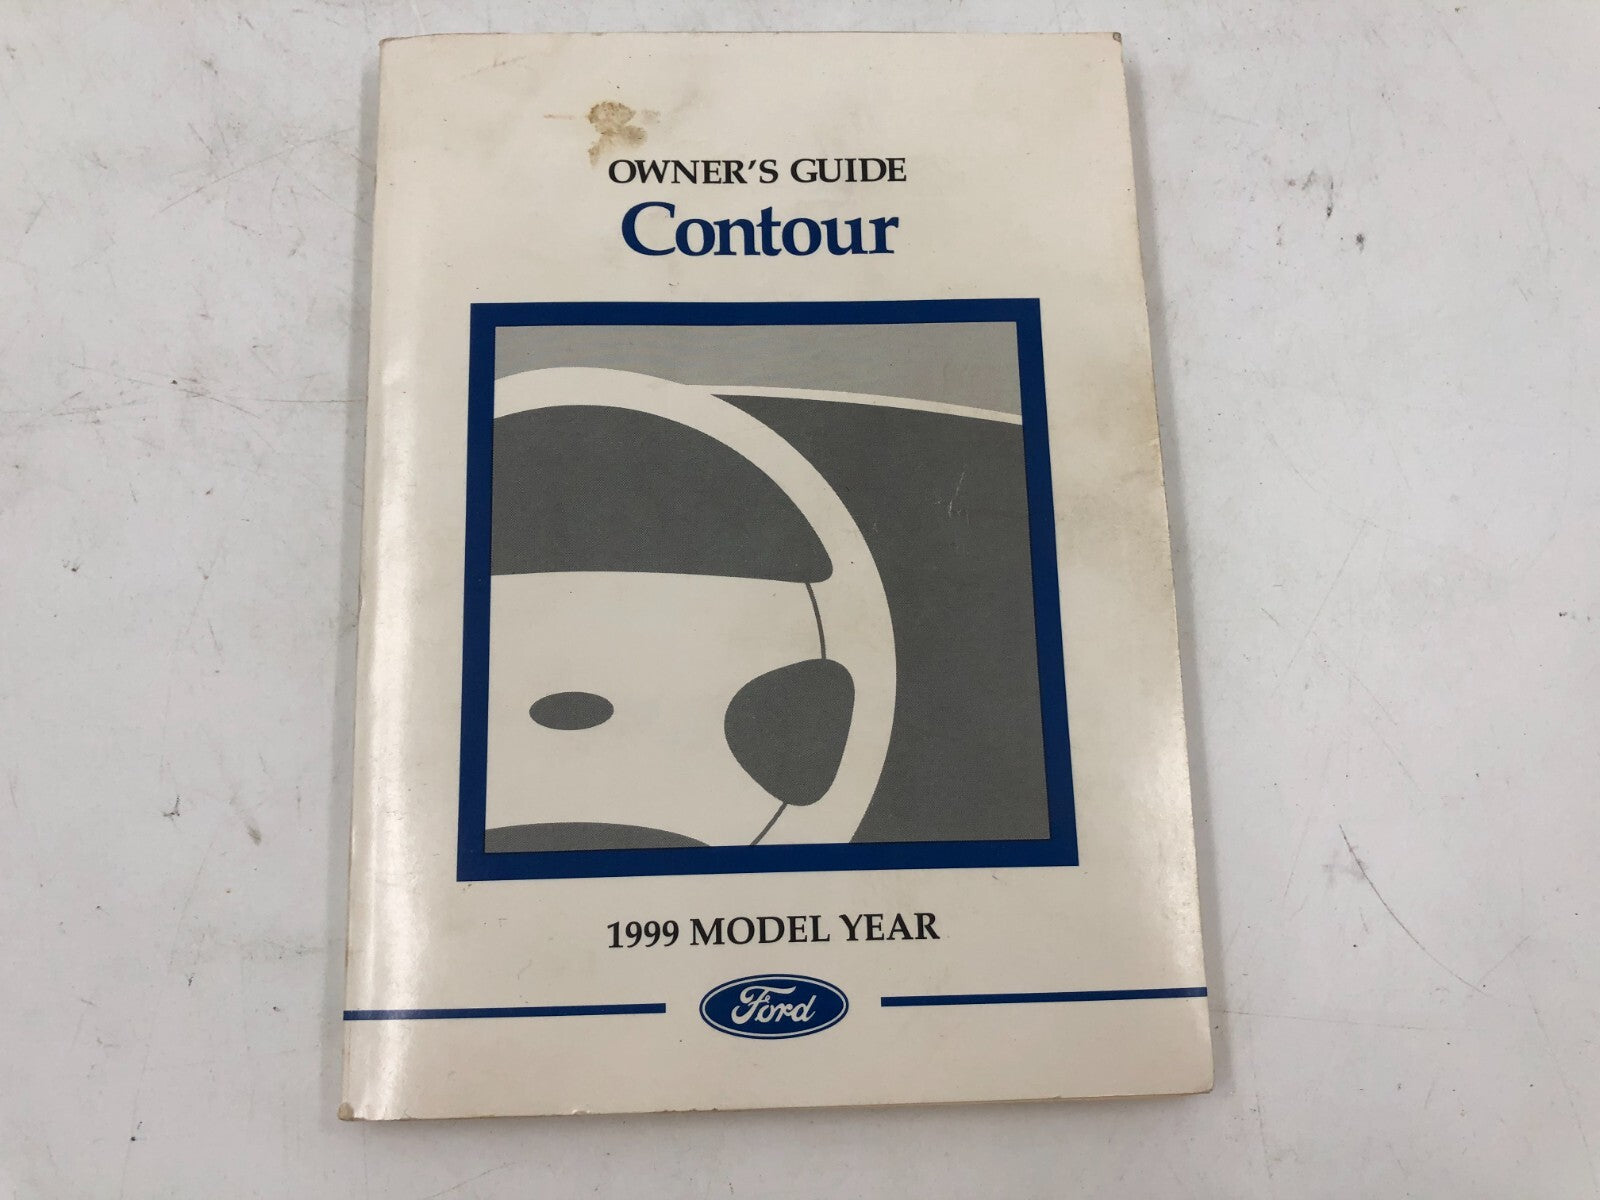 OWNER'S GUIDE
Contour
1999 MODEL YEAR
Ford